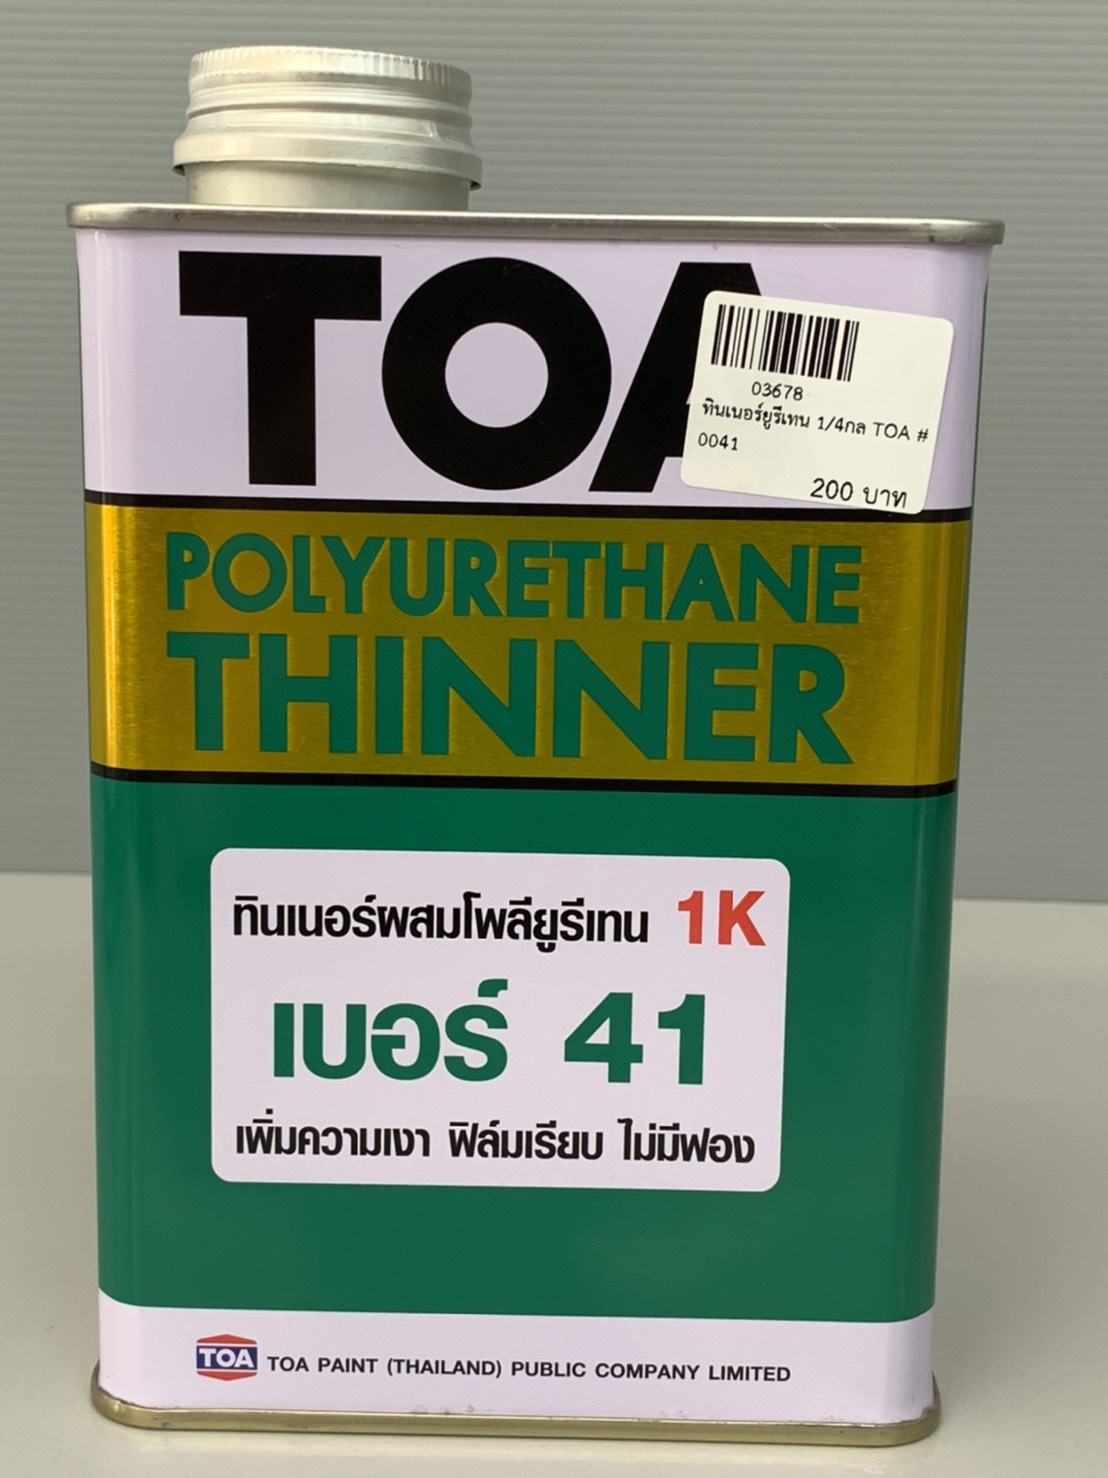 TOA
03678
ทินเนอร์ยูรีเทน 1/4กล TOA #
0041
200 บาท
POLYURETHANE
THINNER
ทินเนอร์ผสมโพลียูรีเทน 1K
เบอร์ 41
เพิ่มความเงา ฟิล์มเรียบ ไม่มีฟอง
TOA TOA PAINT (THAILAND) PUBLIC COMPANY LIMITED